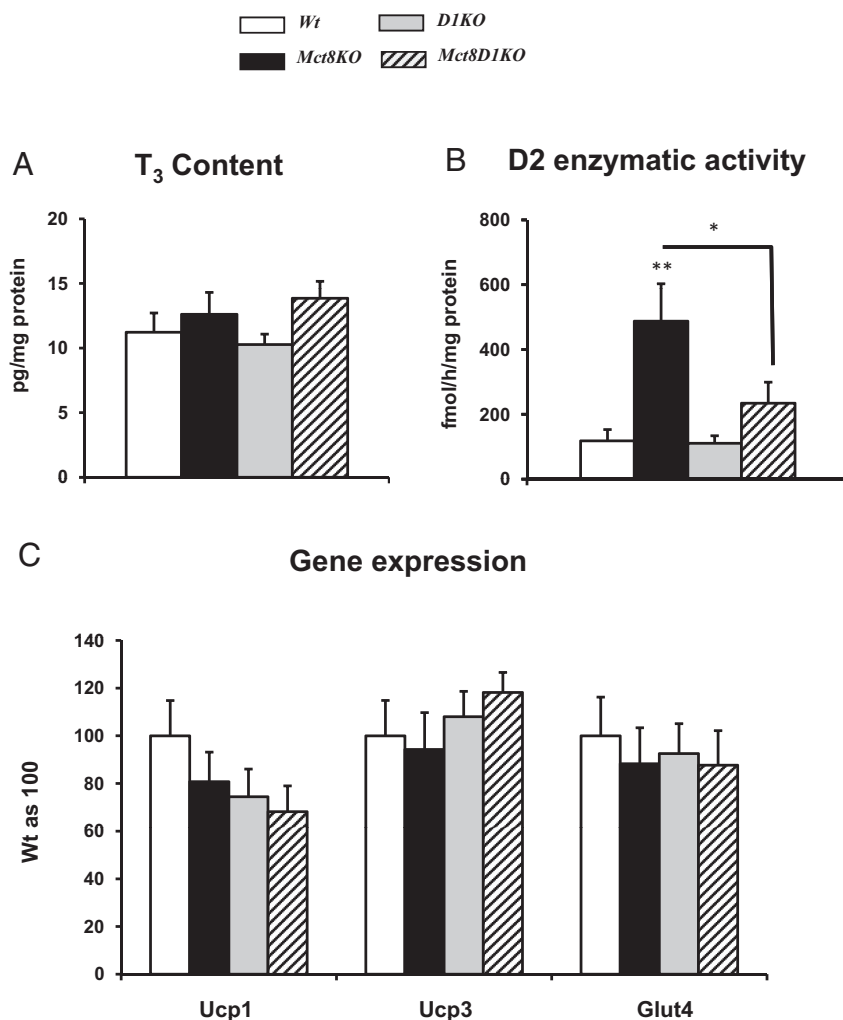 Wt D1KO
Mct8KO Mct8D1KO
A T3 Content
pg/mg protein
20
15
10
5
0
B D2 enzymatic activity
fmol/h/mg protein
800
600
400
200
0
**
*
C Gene expression
Wt as 100
140
120
100
80
60
40
20
0
Ucp1 Ucp3 Glut4